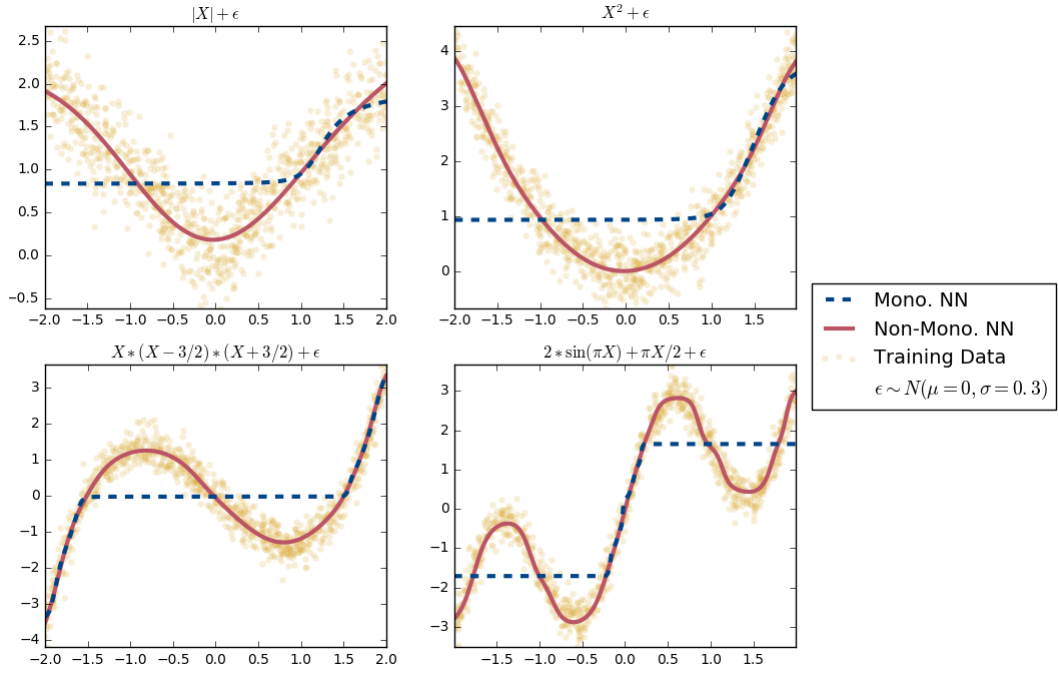 |X| + ϵ
2.5
2.0
1.5
1.0
0.5
0.0
−0.5
−2.0 −1.5 −1.0 −0.5 0.0 0.5 1.0 1.5 2.0
X² + ϵ
4
3
2
1
0
−2.0 −1.5 −1.0 −0.5 0.0 0.5 1.0 1.5
Mono. NN
Non-Mono. NN
Training Data
ϵ ∼ N(μ = 0, σ = 0.3)
X ∗ (X − 3/2) ∗ (X + 3/2) + ϵ
3
2
1
0
−1
−2
−3
−4
−2.0 −1.5 −1.0 −0.5 0.0 0.5 1.0 1.5 2.0
2 ∗ sin(πX) + πX/2 + ϵ
3
2
1
0
−1
−2
−3
−1.5 −1.0 −0.5 0.0 0.5 1.0 1.5